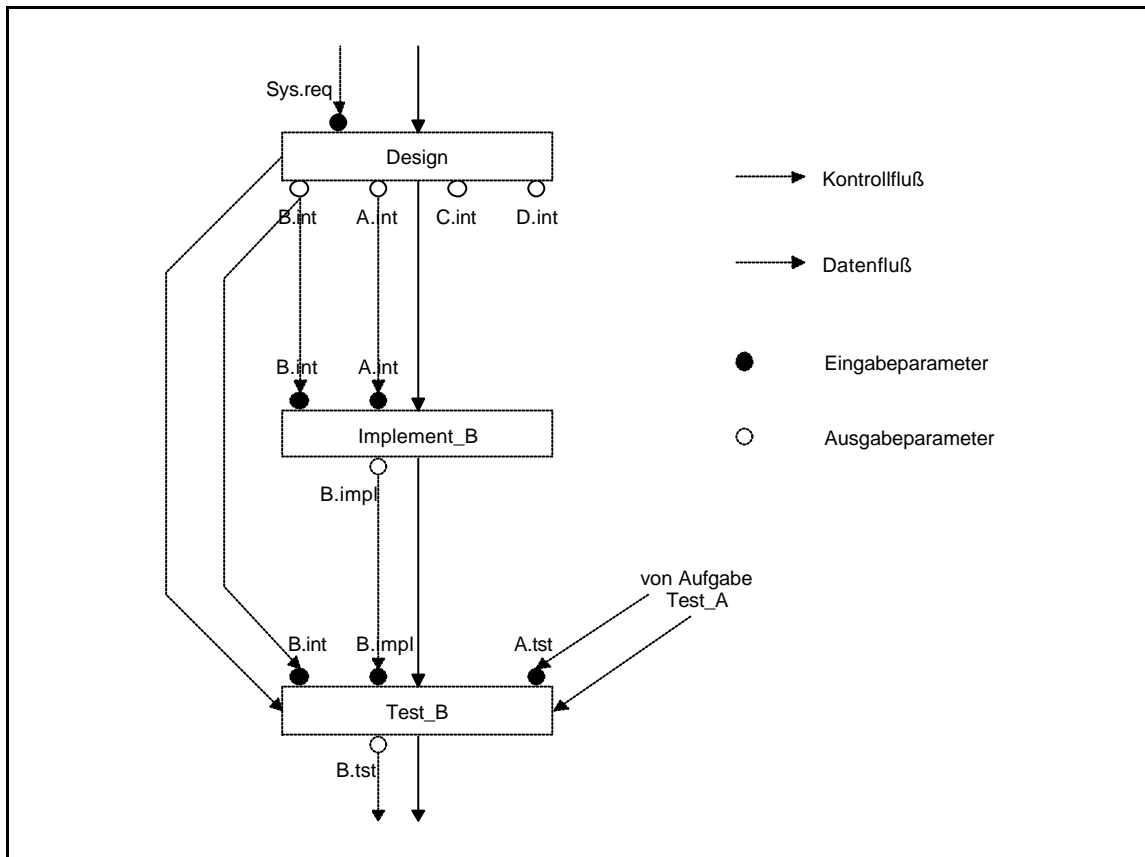 Sys.req
Design
B.int
A.int
C.int
D.int
Kontrollfluß
Datenfluß
B.int
A.int
Eingabeparameter
Implement_B
Ausgabeparameter
B.impl
von Aufgabe
Test_A
B.int
B.impl
A.tst
Test_B
B.tst